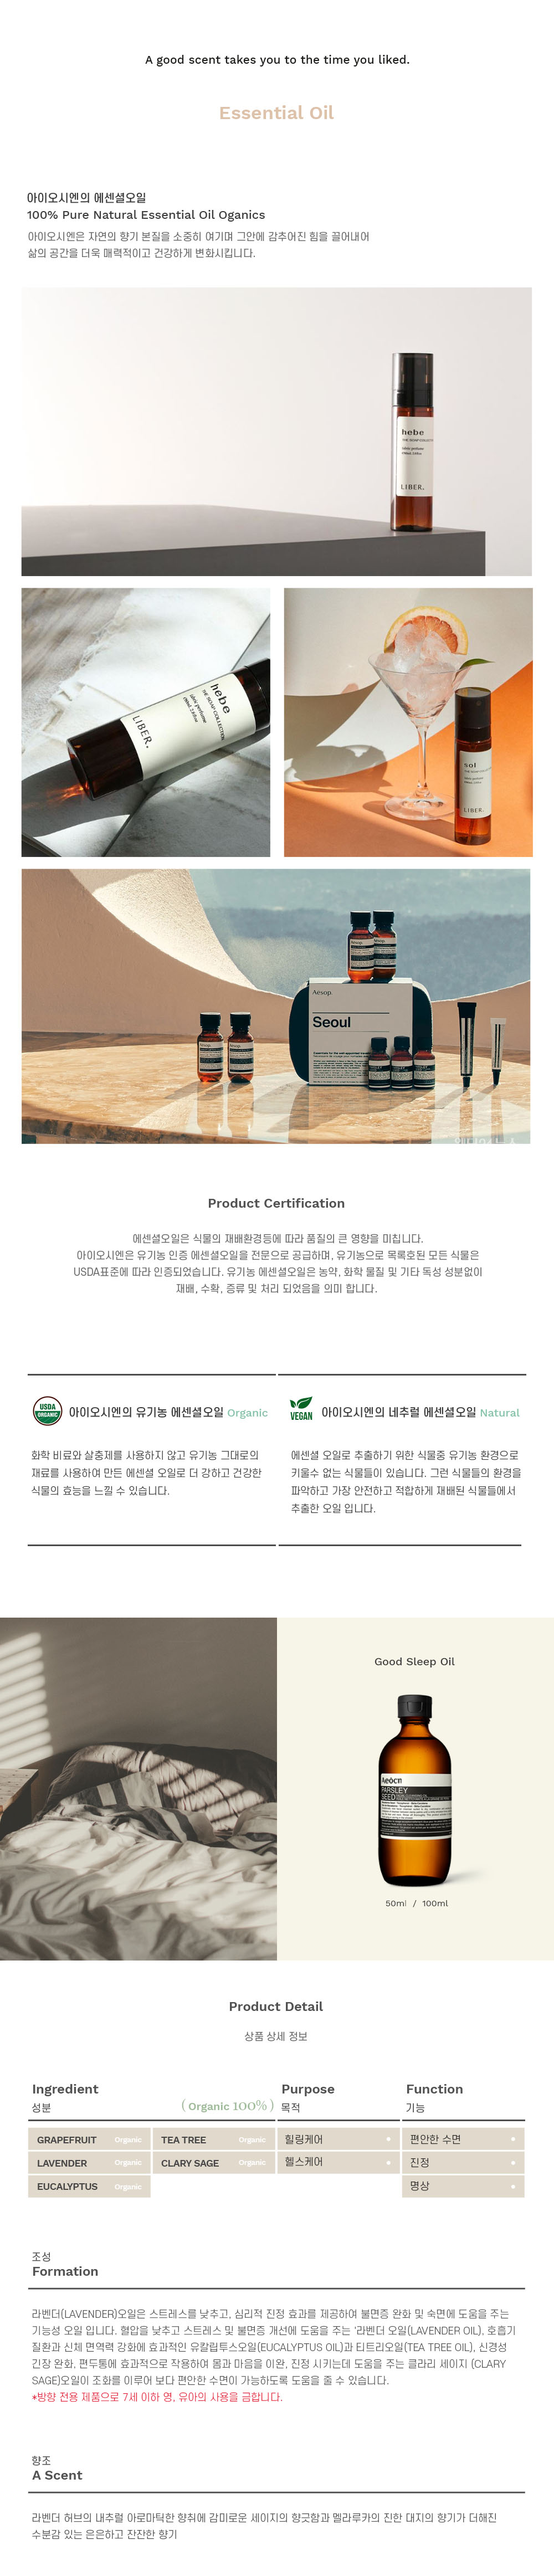 A good scent takes you to the time you liked.
Essential Oil
아이오시엔의 에센셜오일
100% Pure Natural Essential Oil Oganics
아이오시엔은 자연의 향기 본질을 소중히 여기며 그안에 감추어진 힘을 끌어내어
삶의 공간을 더욱 매력적이고 건강하게 변화시킵니다.
hebe
LIBER.
hebe
THE SOAP COLLECTION
LIBER.
sol
LIBER.
Aesop.
Seoul
Product Certification
에센셜오일은 식물의 재배환경등에 따라 품질의 큰 영향을 미칩니다.
아이오시엔은 유기농 인증 에센셜오일을 전문으로 공급하며, 유기농으로 목록호된 모든 식물은
USDA표준에 따라 인증되었습니다. 유기농 에센셜오일은 농약, 화학 물질 및 기타 독성 성분없이
재배, 수확, 증류 및 처리 되었음을 의미 합니다.
USDA
ORGANIC
아이오시엔의 유기농 에센셜오일 Organic
화학 비료와 살충제를 사용하지 않고 유기농 그대로의
재료를 사용하여 만든 에센셜 오일로 더 강하고 건강한
식물의 효능을 느낄 수 있습니다.
VEGAN
아이오시엔의 네추럴 에센셜오일 Natural
에센셜 오일로 추출하기 위한 식물중 유기농 환경으로
키울수 없는 식물들이 있습니다. 그런 식물들의 환경을
파악하고 가장 안전하고 적합하게 재배된 식물들에서
추출한 오일 입니다.
Good Sleep Oil
Aeòcn
PARSLEY
SEED
50ml / 100ml
Product Detail
상품 상세 정보
Ingredient
성분
( Organic 100% )
Purpose
목적
Function
기능
GRAPEFRUIT Organic
TEA TREE Organic
힐링케어
편안한 수면
LAVENDER Organic
CLARY SAGE Organic
헬스케어
진정
EUCALYPTUS Organic
명상
조성
Formation
라벤더(LAVENDER)오일은 스트레스를 낮추고, 심리적 진정 효과를 제공하여 불면증 완화 및 숙면에 도움을 주는
기능성 오일 입니다. 혈압을 낮추고 스트레스 및 불면증 개선에 도움을 주는 '라벤더 오일(LAVENDER OIL), 호흡기
질환과 신체 면역력 강화에 효과적인 유칼립투스오일(EUCALYPTUS OIL)과 티트리오일(TEA TREE OIL), 신경성
긴장 완화, 편두통에 효과적으로 작용하여 몸과 마음을 이완, 진정 시키는데 도움을 주는 클라리 세이지 (CLARY
SAGE)오일이 조화를 이루어 보다 편안한 수면이 가능하도록 도움을 줄 수 있습니다.
*방향 전용 제품으로 7세 이하 영, 유아의 사용을 금합니다.
향조
A Scent
라벤더 허브의 내추럴 아로마틱한 향취에 감미로운 세이지의 향긋함과 멜라루카의 진한 대지의 향기가 더해진
수분감 있는 은은하고 잔잔한 향기